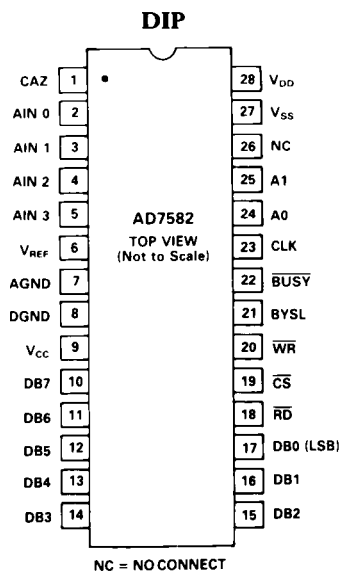 DIP
CAZ 1 28 VDD
AIN 0 2 27 VSS
AIN 1 3 26 NC
AIN 2 4 25 A1
AIN 3 5 24 A0
AD7582
TOP VIEW
(Not to Scale)
VREF 6 23 CLK
AGND 7 22 BUSY
DGND 8 21 BYSL
VCC 9 20 WR
DB7 10 19 CS
DB6 11 18 RD
DB5 12 17 DB0 (LSB)
DB4 13 16 DB1
DB3 14 15 DB2
NC = NO CONNECT